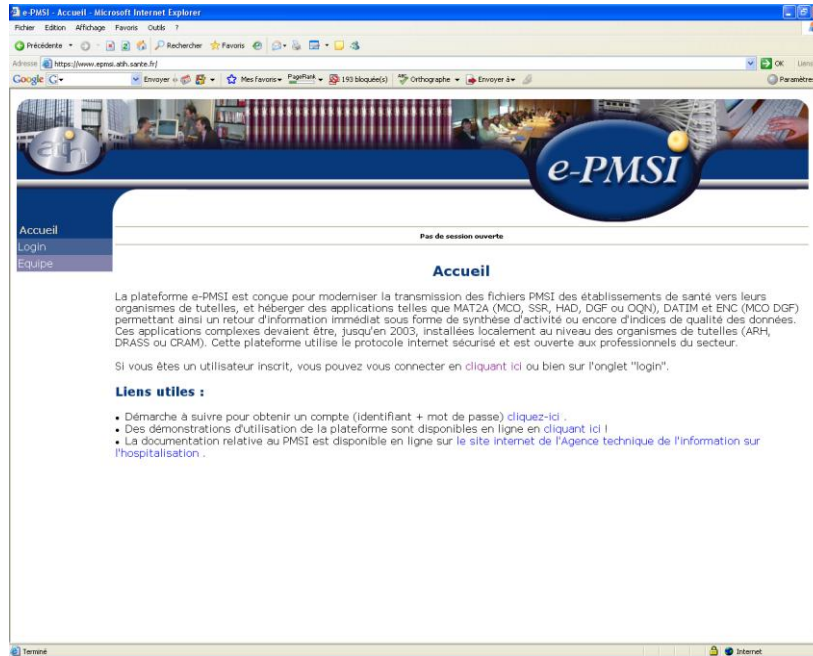 e-PMSI - Accueil - Microsoft Internet Explorer
Fichier Edition Affichage Favoris Outils ?
Précédente Rechercher Favoris
Adresse https://www.epmsi.atih.sante.fr/ OK Liens
Google G Envoyer Mes favoris PageRank 193 bloquée(s) Orthographe Envoyer à Paramètres
atih
e-PMSI
Accueil
Login
Equipe
Pas de session ouverte
Accueil
La plateforme e-PMSI est conçue pour moderniser la transmission des fichiers PMSI des établissements de santé vers leurs
organismes de tutelles, et héberger des applications telles que MAT2A (MCO, SSR, HAD, DGF ou OQN), DATIM et ENC (MCO DGF)
permettant ainsi un retour d'information immédiat sous forme de synthèse d'activité ou encore d'indices de qualité des données.
Ces applications complexes devaient être, jusqu'en 2003, installées localement au niveau des organismes de tutelles (ARH,
DRASS ou CRAM). Cette plateforme utilise le protocole internet sécurisé et est ouverte aux professionnels du secteur.
Si vous êtes un utilisateur inscrit, vous pouvez vous connecter en cliquant ici ou bien sur l'onglet "login".
Liens utiles :
• Démarche à suivre pour obtenir un compte (identifiant + mot de passe) cliquez-ici .
• Des démonstrations d'utilisation de la plateforme sont disponibles en ligne en cliquant ici !
• La documentation relative au PMSI est disponible en ligne sur le site internet de l'Agence technique de l'information sur
l'hospitalisation .
Terminé Internet